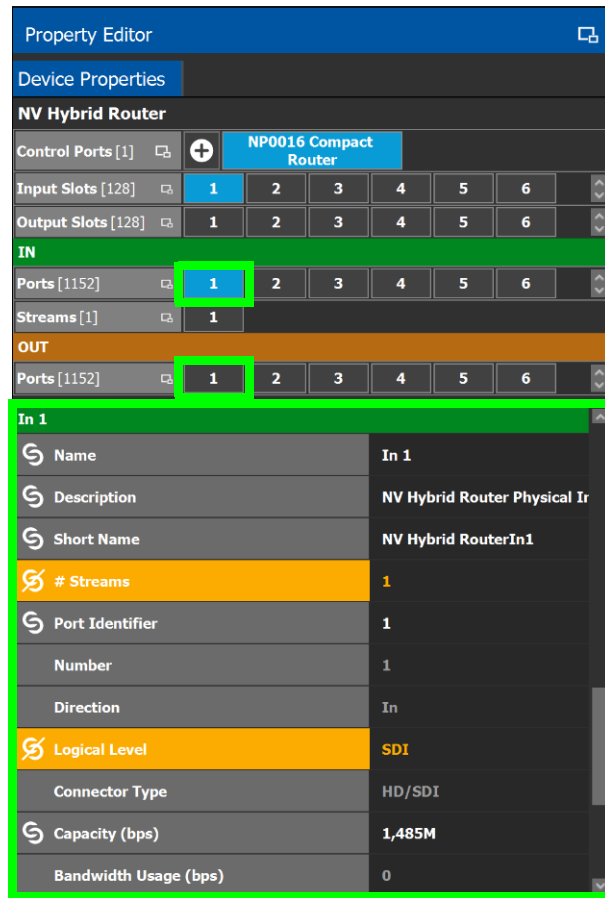 Property Editor
Device Properties
NV Hybrid Router
Control Ports [1] NP0016 Compact Router
Input Slots [128] 1 2 3 4 5 6
Output Slots [128] 1 2 3 4 5 6
IN
Ports [1152] 1 2 3 4 5 6
Streams [1] 1
OUT
Ports [1152] 1 2 3 4 5 6
In 1
Name In 1
Description NV Hybrid Router Physical In
Short Name NV Hybrid RouterIn1
# Streams 1
Port Identifier 1
Number 1
Direction In
Logical Level SDI
Connector Type HD/SDI
Capacity (bps) 1,485M
Bandwidth Usage (bps) 0